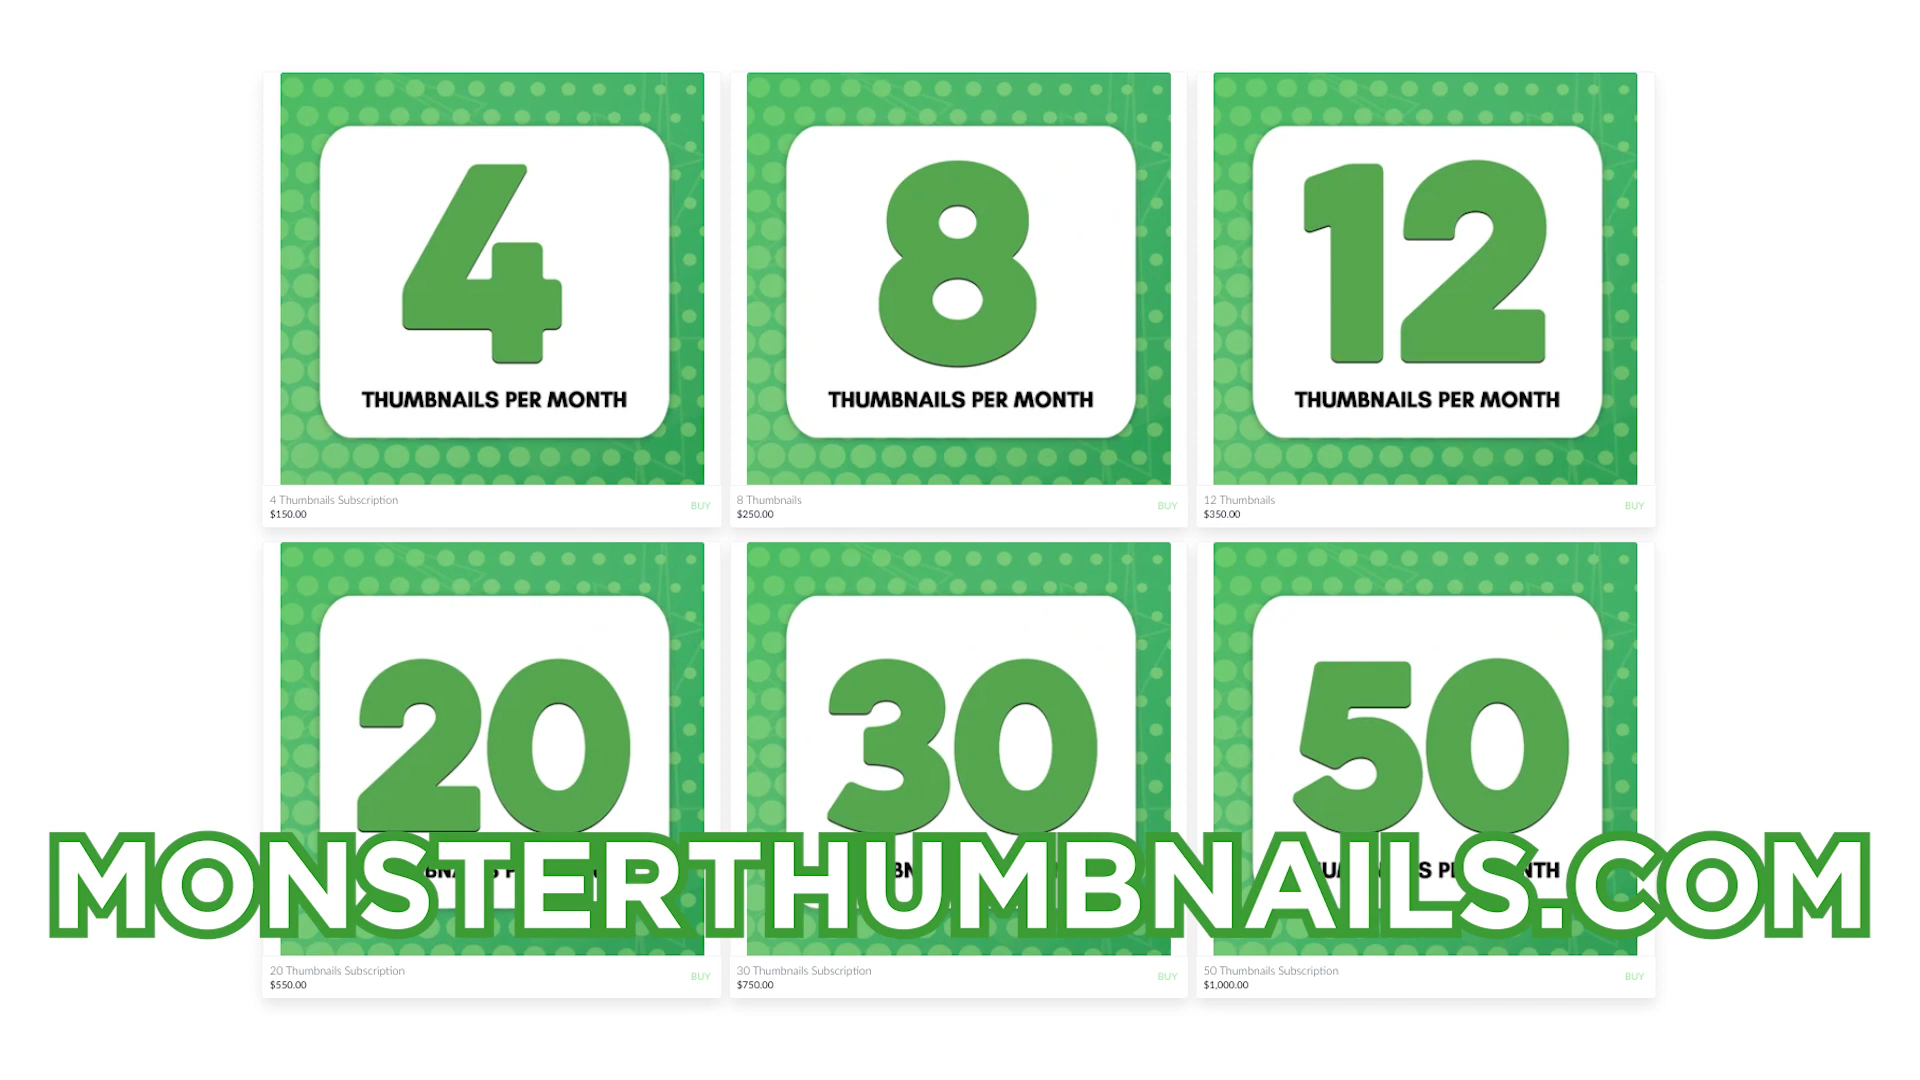 4
THUMBNAILS PER MONTH
4 Thumbnails Subscription
$150.00
BUY
8
THUMBNAILS PER MONTH
8 Thumbnails
$250.00
BUY
12
THUMBNAILS PER MONTH
12 Thumbnails
$350.00
BUY
20
30
50
MONSTERTHUMBNAILS.COM
20 Thumbnails Subscription
$550.00
BUY
30 Thumbnails Subscription
$750.00
BUY
50 Thumbnails Subscription
$1,000.00
BUY